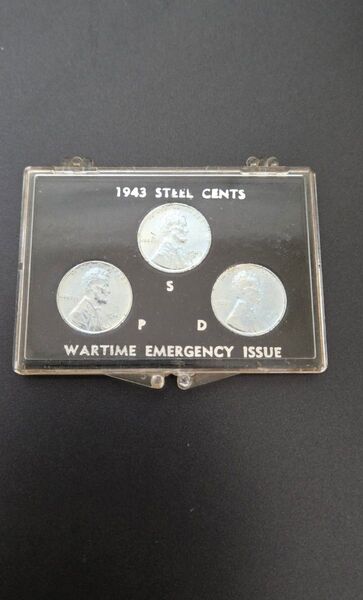 1943 STEEL CENTS
S
P D
WARTIME EMERGENCY ISSUE